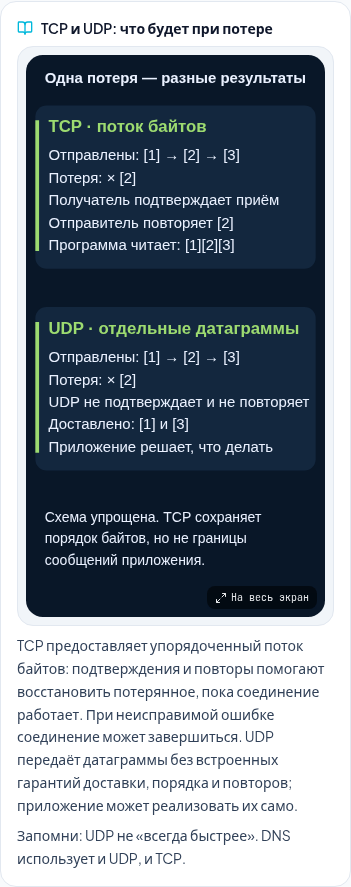 TCP и UDP: что будет при потере
Одна потеря — разные результаты
TCP · поток байтов
Отправлены: [1] → [2] → [3]
Потеря: × [2]
Получатель подтверждает приём
Отправитель повторяет [2]
Программа читает: [1][2][3]
UDP · отдельные датаграммы
Отправлены: [1] → [2] → [3]
Потеря: × [2]
UDP не подтверждает и не повторяет
Доставлено: [1] и [3]
Приложение решает, что делать
Схема упрощена. TCP сохраняет
порядок байтов, но не границы
сообщений приложения.
На весь экран
TCP предоставляет упорядоченный поток
байтов: подтверждения и повторы помогают
восстановить потерянное, пока соединение
работает. При неисправимой ошибке
соединение может завершиться. UDP
передаёт датаграммы без встроенных
гарантий доставки, порядка и повторов;
приложение может реализовать их само.
Запомни: UDP не «всегда быстрее». DNS
использует и UDP, и TCP.